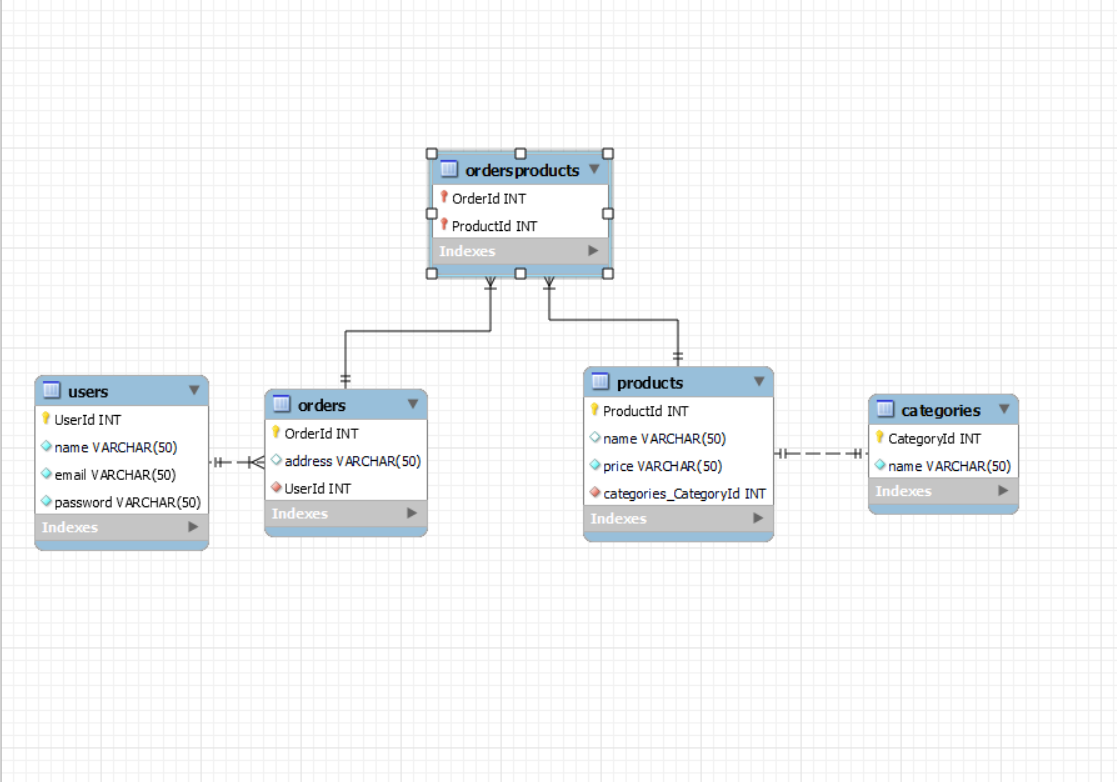 ordersproducts
OrderId INT
ProductId INT
Indexes
users
UserId INT
name VARCHAR(50)
email VARCHAR(50)
password VARCHAR(50)
Indexes
orders
OrderId INT
address VARCHAR(50)
UserId INT
Indexes
products
ProductId INT
name VARCHAR(50)
price VARCHAR(50)
categories_CategoryId INT
Indexes
categories
CategoryId INT
name VARCHAR(50)
Indexes